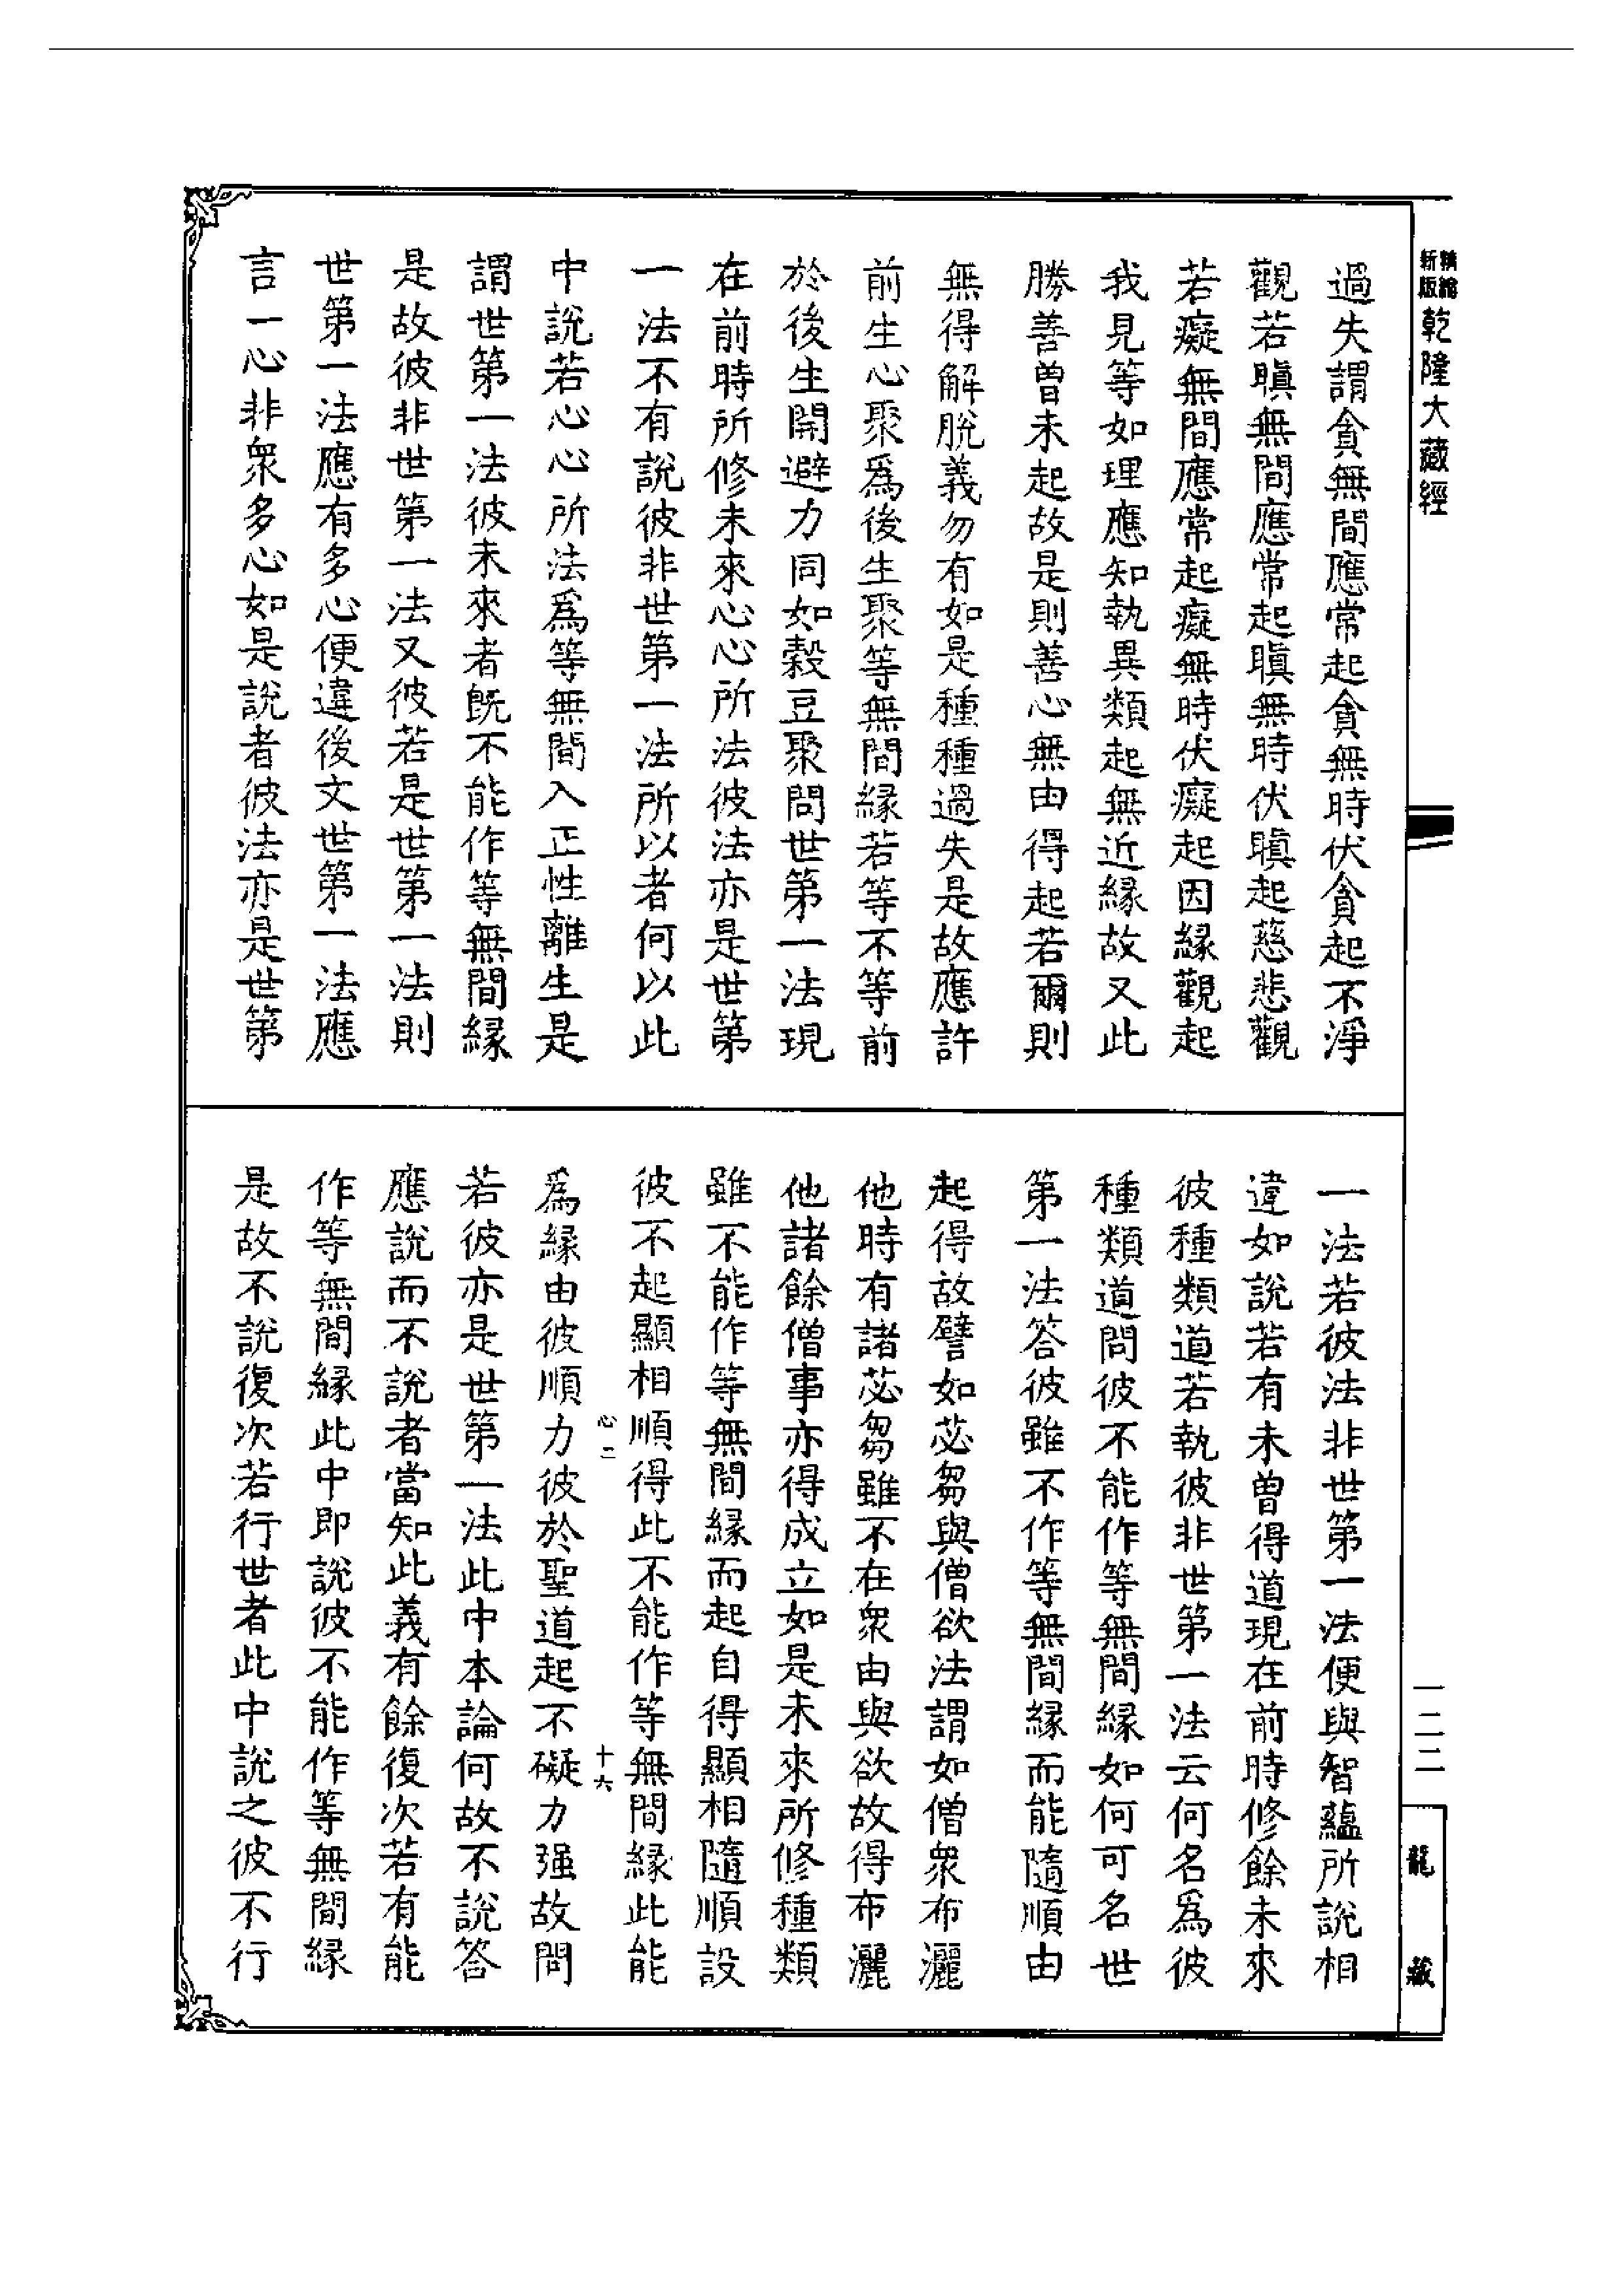 精繕
新版
乾隆大藏經
過失謂貪無間應常起貪無時伏貪起不淨
觀若瞋無間應常起瞋無時伏瞋起慈悲觀
若癡無間應常起癡無時伏癡起因緣觀起
我見等如理應知執異類起無近緣故又此
勝善曾未起故是則善心無由得起若爾則
無得解脫義勿有如是種種過失是故應許
前生心聚爲後生聚等無間緣若等不等前
於後生開避力同如穀豆聚問世第一法現
在前時所修未來心心所法彼法亦是世第
一法不有說彼非世第一法所以者何以此
中說若心心所法爲等無間入正性離生是
謂世第一法彼未來者旣不能作等無間緣
是故彼非世第一法又彼若是世第一法則
世第一法應有多心便違後文世第一法應
言一心非衆多心如是說者彼法亦是世第
一法若彼法非世第一法便與智蘊所說相
違如說若有未曾得道現在前時修餘未來
彼種類道若執彼非世第一法云何名爲彼
種類道問彼不能作等無間緣如何可名世
第一法答彼雖不作等無間緣而能隨順由
起得故譬如苾芻與僧欲法謂如僧衆布灑
他時有諸苾芻雖不在衆由與欲故得布灑
他諸餘僧事亦得成立如是未來所修種類
雖不能作等無間緣而起自得顯相隨順設
彼不起顯相順得此不能作等無間緣此能
心二
十六
爲緣由彼順力彼於聖道起不礙力强故問
若彼亦是世第一法此中本論何故不說答
應說而不說者當知此義有餘復次若有能
作等無間緣此中即說彼不能作等無間緣
是故不說復次若行世者此中說之彼不行
一二二
龍藏